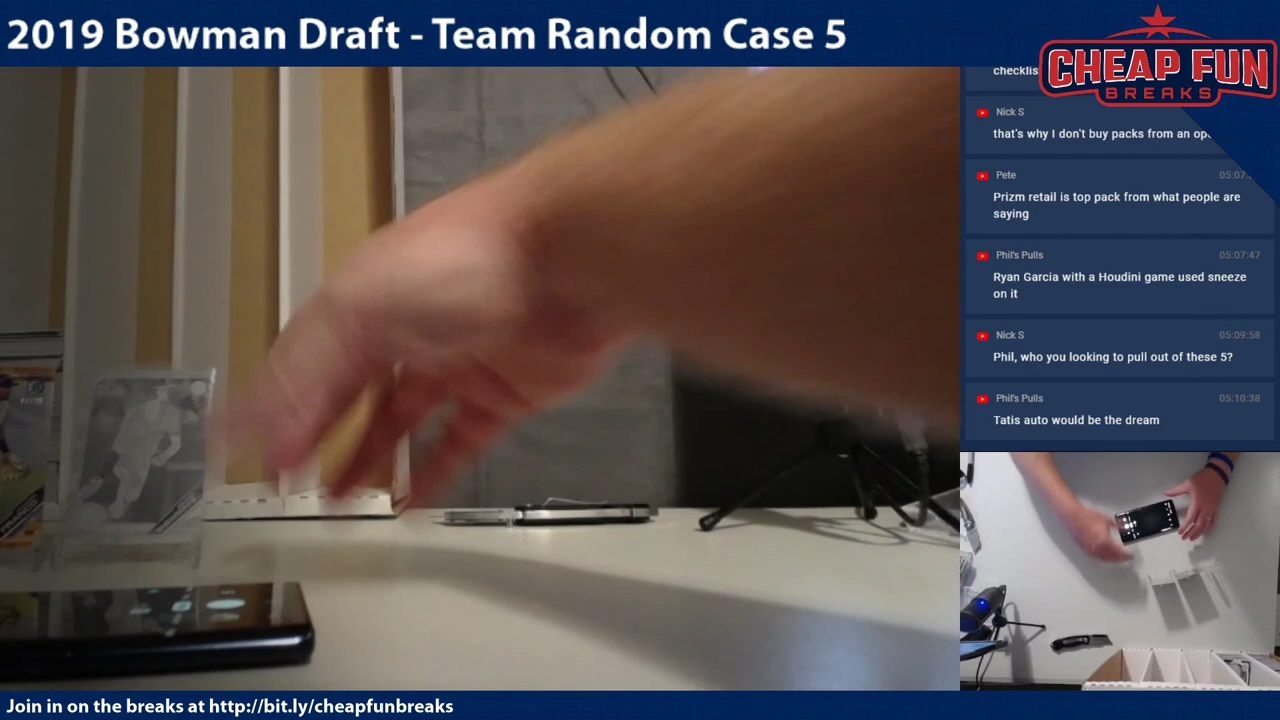 2019 Bowman Draft - Team Random Case 5
CHEAP FUN
BREAKS
checklis
Nick S
that's why I don't buy packs from an op
Pete 05:07
Prizm retail is top pack from what people are
saying
Phil's Pulls 05:07:47
Ryan Garcia with a Houdini game used sneeze
on it
Nick S 05:09:58
Phil, who you looking to pull out of these 5?
Phil's Pulls 05:10:38
Tatis auto would be the dream
Join in on the breaks at http://bit.ly/cheapfunbreaks